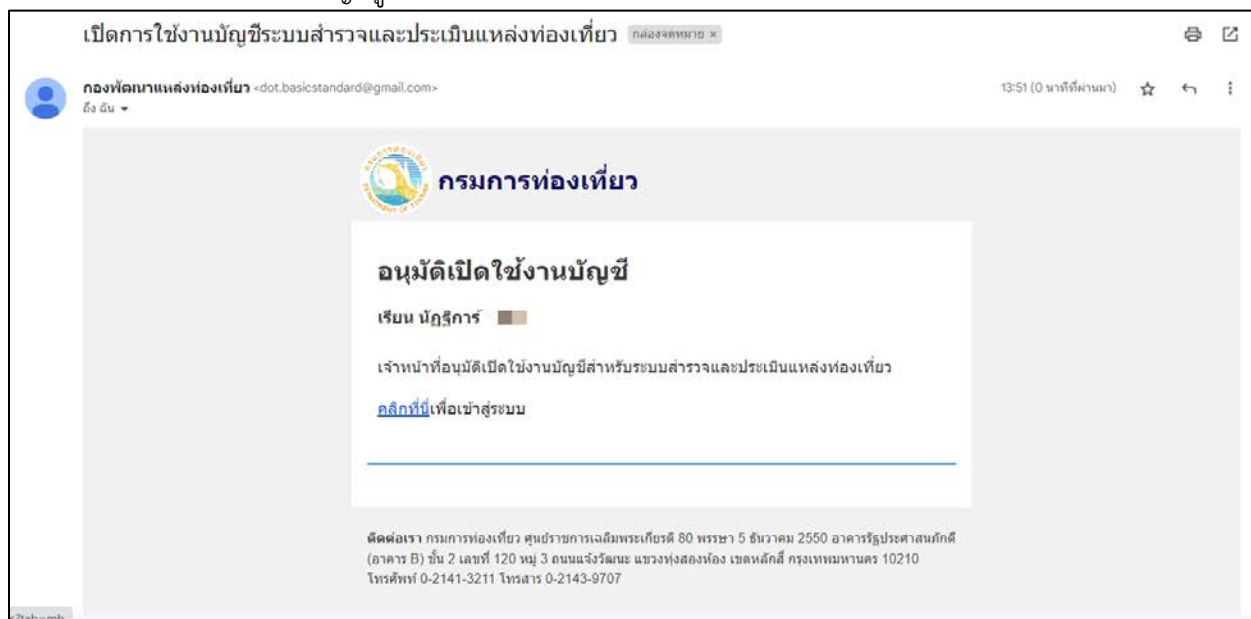 เปิดการใช้งานบัญชีระบบสำรวจและประเมินแหล่งท่องเที่ยว กล่องจดหมาย ×
กองพัฒนาแหล่งท่องเที่ยว <dot.basicstandard@gmail.com>
13:51 (0 นาทีที่ผ่านมา)
ถึง ฉัน
กรมการท่องเที่ยว
อนุมัติเปิดใช้งานบัญชี
เรียน นัฏฐิการ์
เจ้าหน้าที่อนุมัติเปิดใช้งานบัญชีสำหรับระบบสำรวจและประเมินแหล่งท่องเที่ยว
คลิกที่นี่เพื่อเข้าสู่ระบบ
ติดต่อเรา กรมการท่องเที่ยว ศูนย์ราชการเฉลิมพระเกียรติ 80 พรรษา 5 ธันวาคม 2550 อาคารรัฐประศาสนภักดี
(อาคาร B) ชั้น 2 เลขที่ 120 หมู่ 3 ถนนแจ้งวัฒนะ แขวงทุ่งสองห้อง เขตหลักสี่ กรุงเทพมหานคร 10210
โทรศัพท์ 0-2141-3211 โทรสาร 0-2143-9707